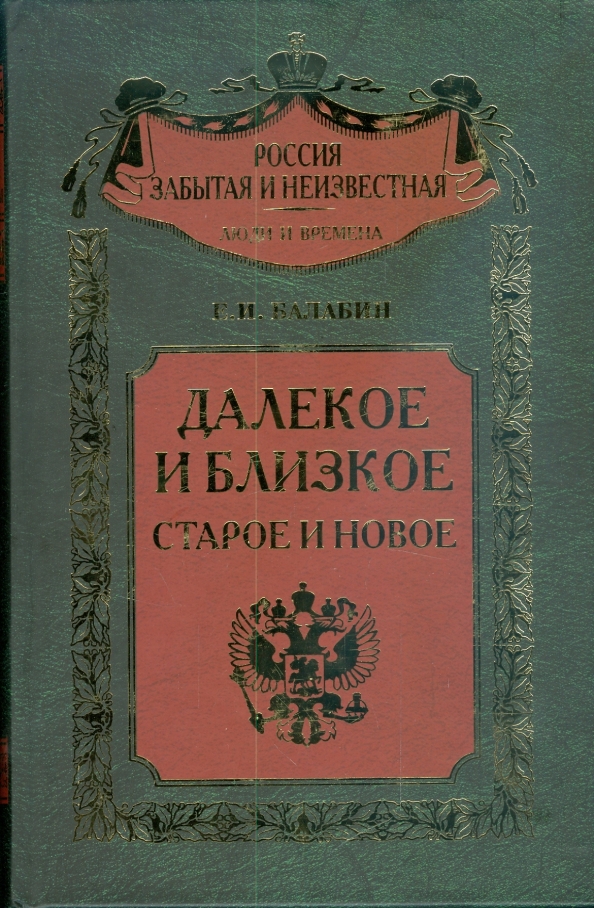 РОССИЯ
ЗАБЫТАЯ И НЕИЗВЕСТНАЯ
ЛЮДИ И ВРЕМЕНА
Е.И. БАЛАБИН
ДАЛЕКОЕ
И БЛИЗКОЕ
СТАРОЕ И НОВОЕ